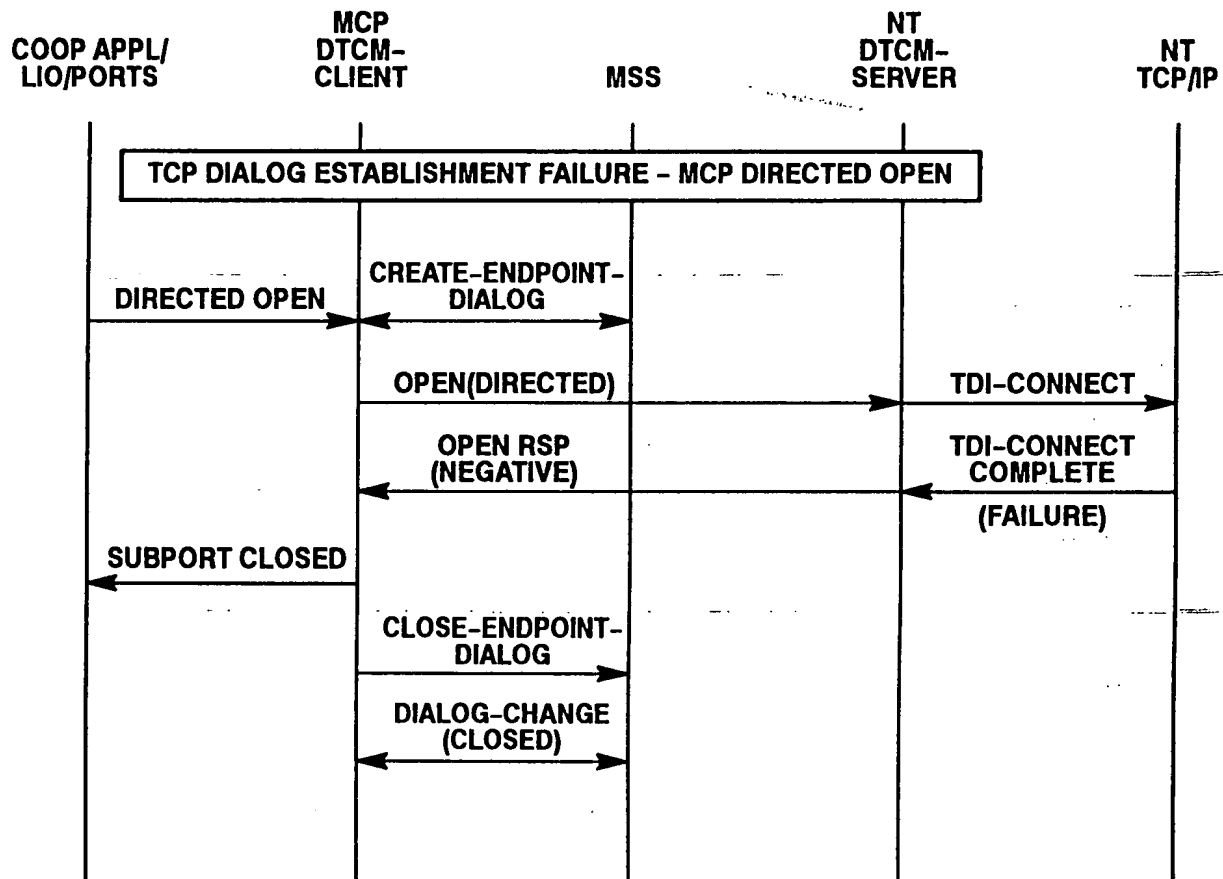 COOP APPL/
LIO/PORTS
MCP
DTCM-
CLIENT
MSS
NT
DTCM-
SERVER
NT
TCP/IP
TCP DIALOG ESTABLISHMENT FAILURE - MCP DIRECTED OPEN
DIRECTED OPEN
CREATE-ENDPOINT-
DIALOG
OPEN(DIRECTED)
TDI-CONNECT
OPEN RSP
(NEGATIVE)
TDI-CONNECT
COMPLETE
(FAILURE)
SUBPORT CLOSED
CLOSE-ENDPOINT-
DIALOG
DIALOG-CHANGE
(CLOSED)